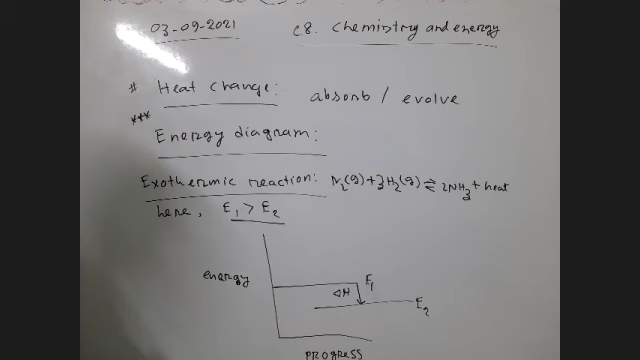 03-09-2021 C8. Chemistry and energy
# Heat change: absorb / evolve
***
Energy diagram:
Exothermic reaction: N₂(g)+3H₂(g) ⇌ 2NH₃ + heat
here, E₁ > E₂
energy
ΔH
E₁
E₂
PROGRESS